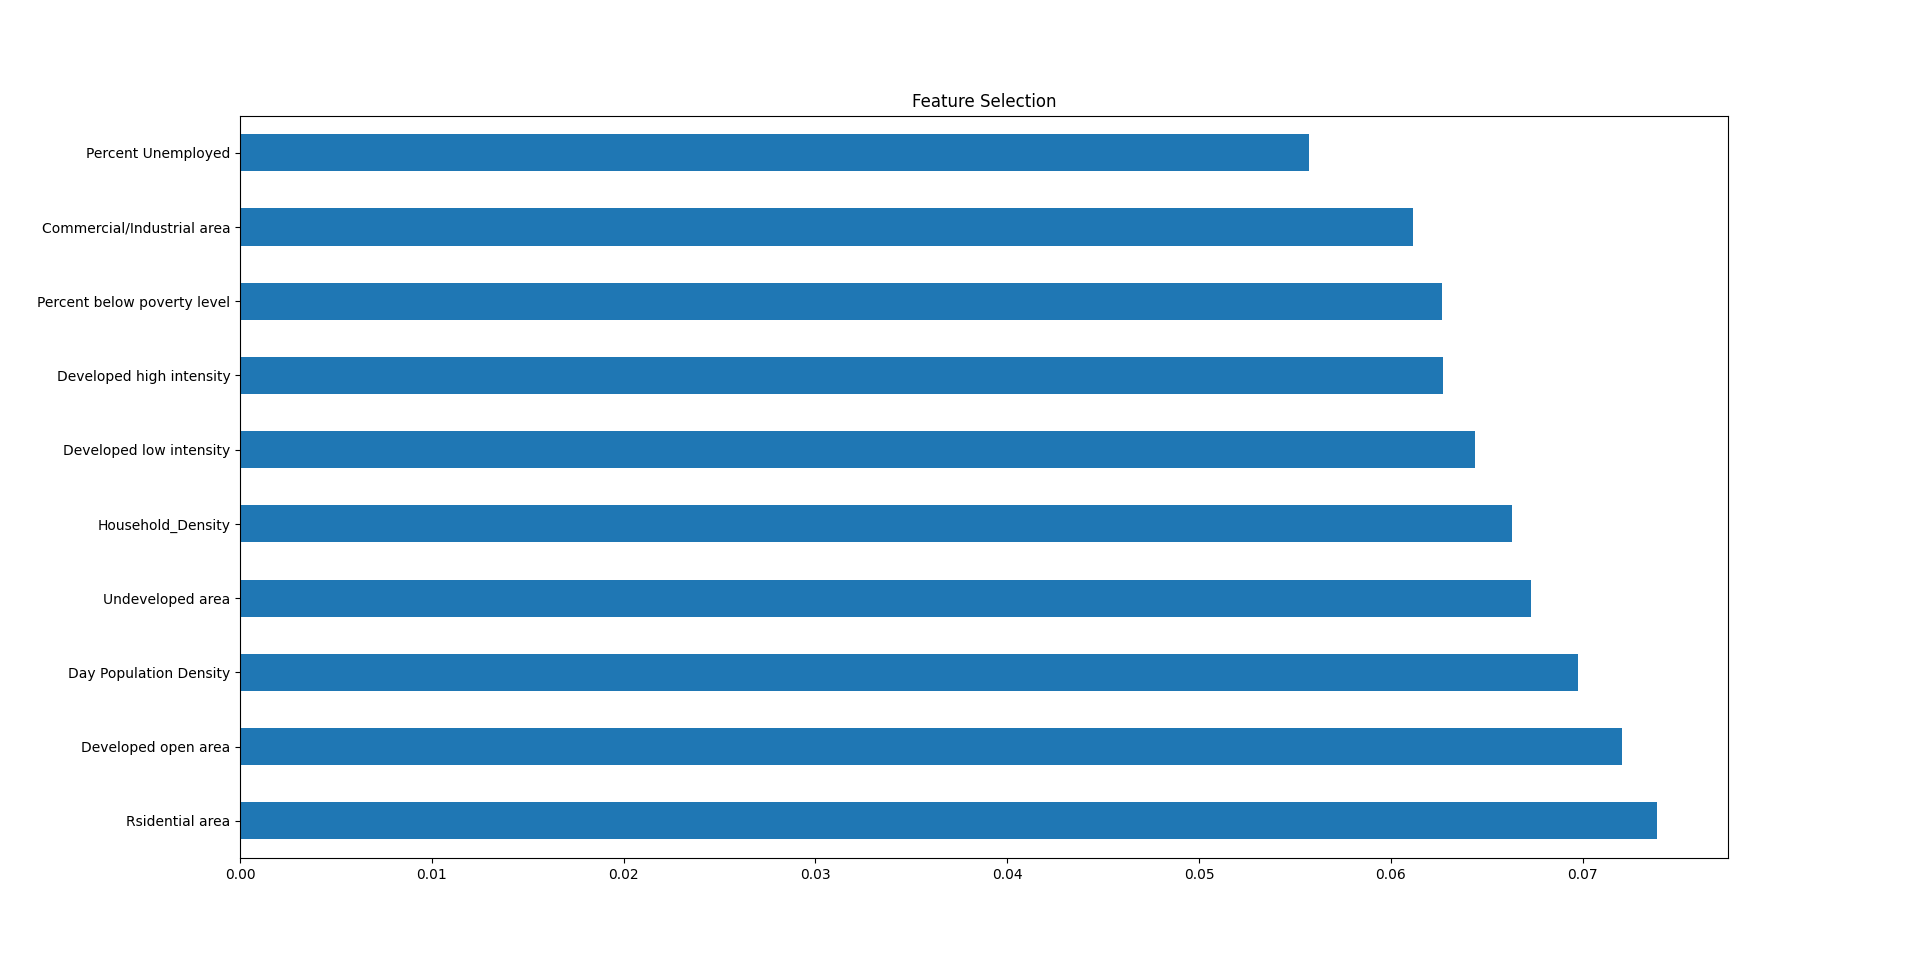 Feature Selection
Percent Unemployed
Commercial/Industrial area
Percent below poverty level
Developed high intensity
Developed low intensity
Household_Density
Undeveloped area
Day Population Density
Developed open area
Rsidential area
0.00 0.01 0.02 0.03 0.04 0.05 0.06 0.07